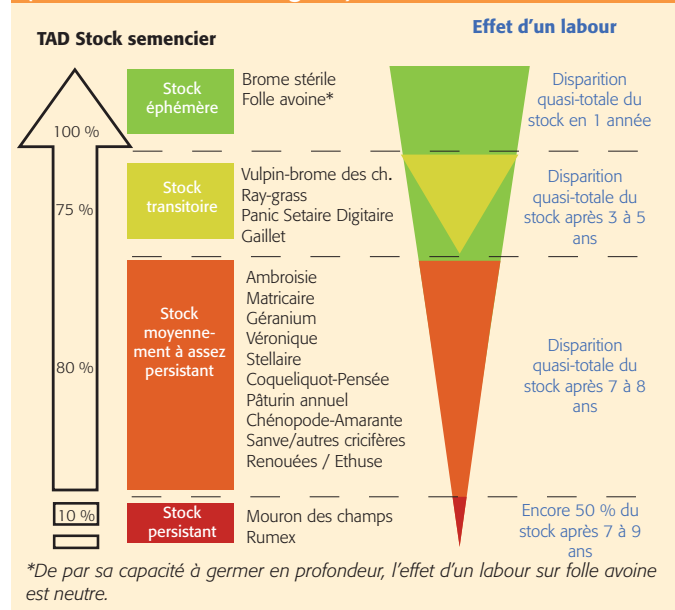 TAD Stock semencier
Effet d'un labour
100 %
Stock
éphémère
Brome stérile
Folle avoine*
Disparition
quasi-totale du
stock en 1 année
75 %
Stock
transitoire
Vulpin-brome des ch.
Ray-grass
Panic Setaire Digitaire
Gaillet
Disparition
quasi-totale du
stock après 3 à 5
ans
80 %
Stock
moyenne-
ment à assez
persistant
Ambroisie
Matricaire
Géranium
Véronique
Stellaire
Coqueliquot-Pensée
Pâturin annuel
Chénopode-Amarante
Sanve/autres cricifères
Renouées / Ethuse
Disparition
quasi-totale du
stock après 7 à 8
ans
10 %
Stock
persistant
Mouron des champs
Rumex
Encore 50 % du
stock après 7 à 9
ans
*De par sa capacité à germer en profondeur, l'effet d'un labour sur folle avoine
est neutre.